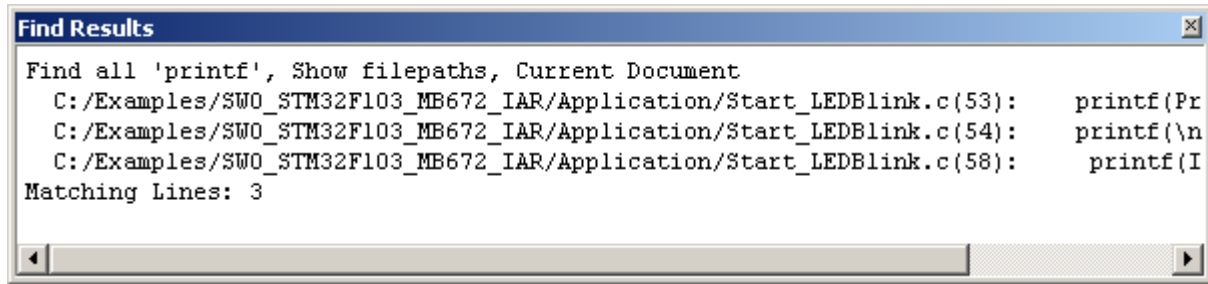 Find Results
Find all 'printf', Show filepaths, Current Document
C:/Examples/SWO_STM32F103_MB672_IAR/Application/Start_LEDBlink.c(53): printf(Pr
C:/Examples/SWO_STM32F103_MB672_IAR/Application/Start_LEDBlink.c(54): printf(\n
C:/Examples/SWO_STM32F103_MB672_IAR/Application/Start_LEDBlink.c(58): printf(I
Matching Lines: 3